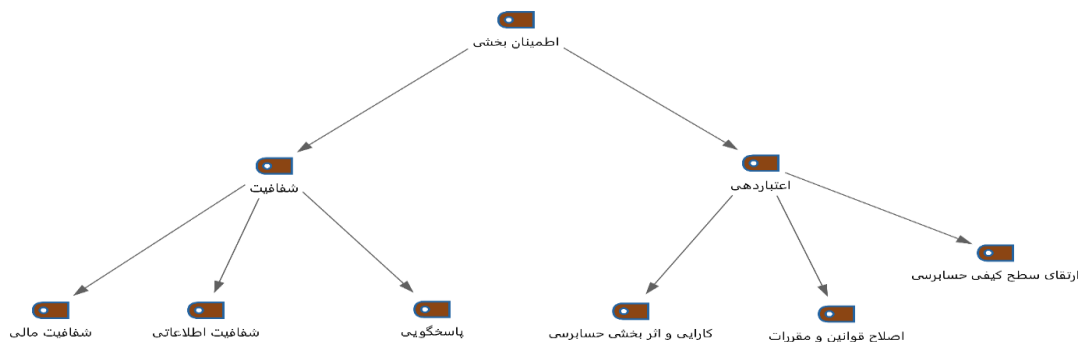 اطمینان بخشی
شفافیت
اعتباردهی
ارتقای سطح کیفی حسابرسی
پاسخگویی
شفافیت اطلاعاتی
شفافیت مالی
کارایی و اثر بخشی حسابرسی
اصلاح قوانین و مقررات